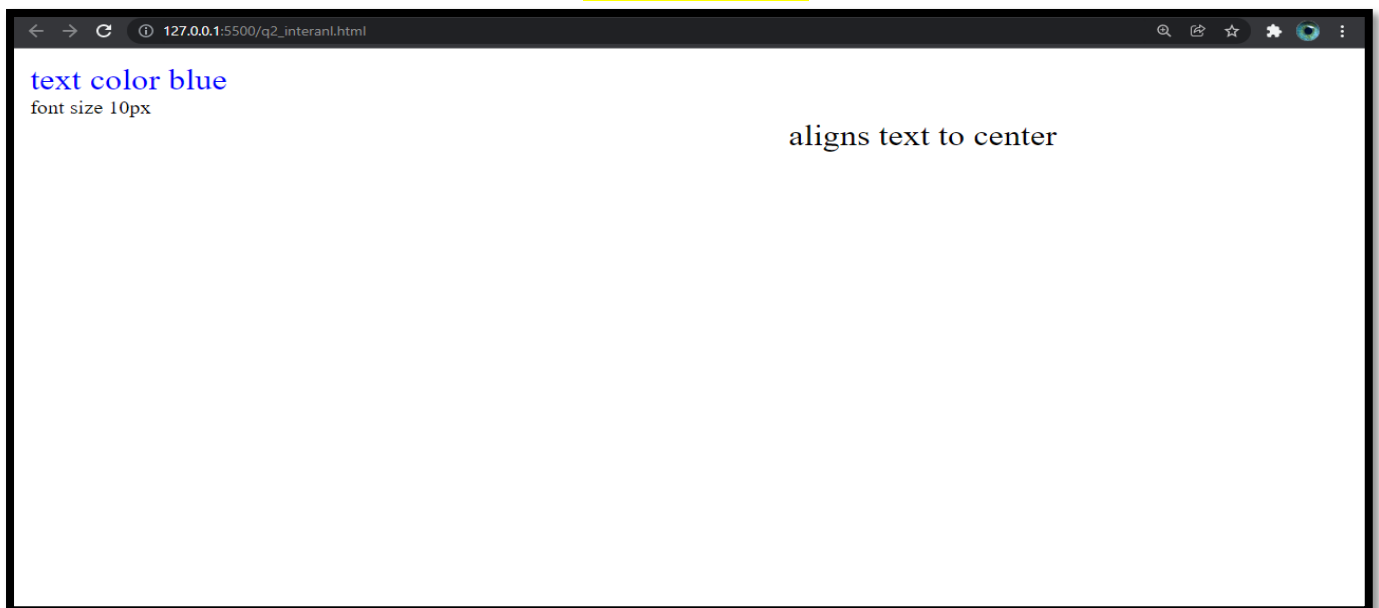 127.0.0.1:5500/q2_interanl.html
text color blue
font size 10px
aligns text to center